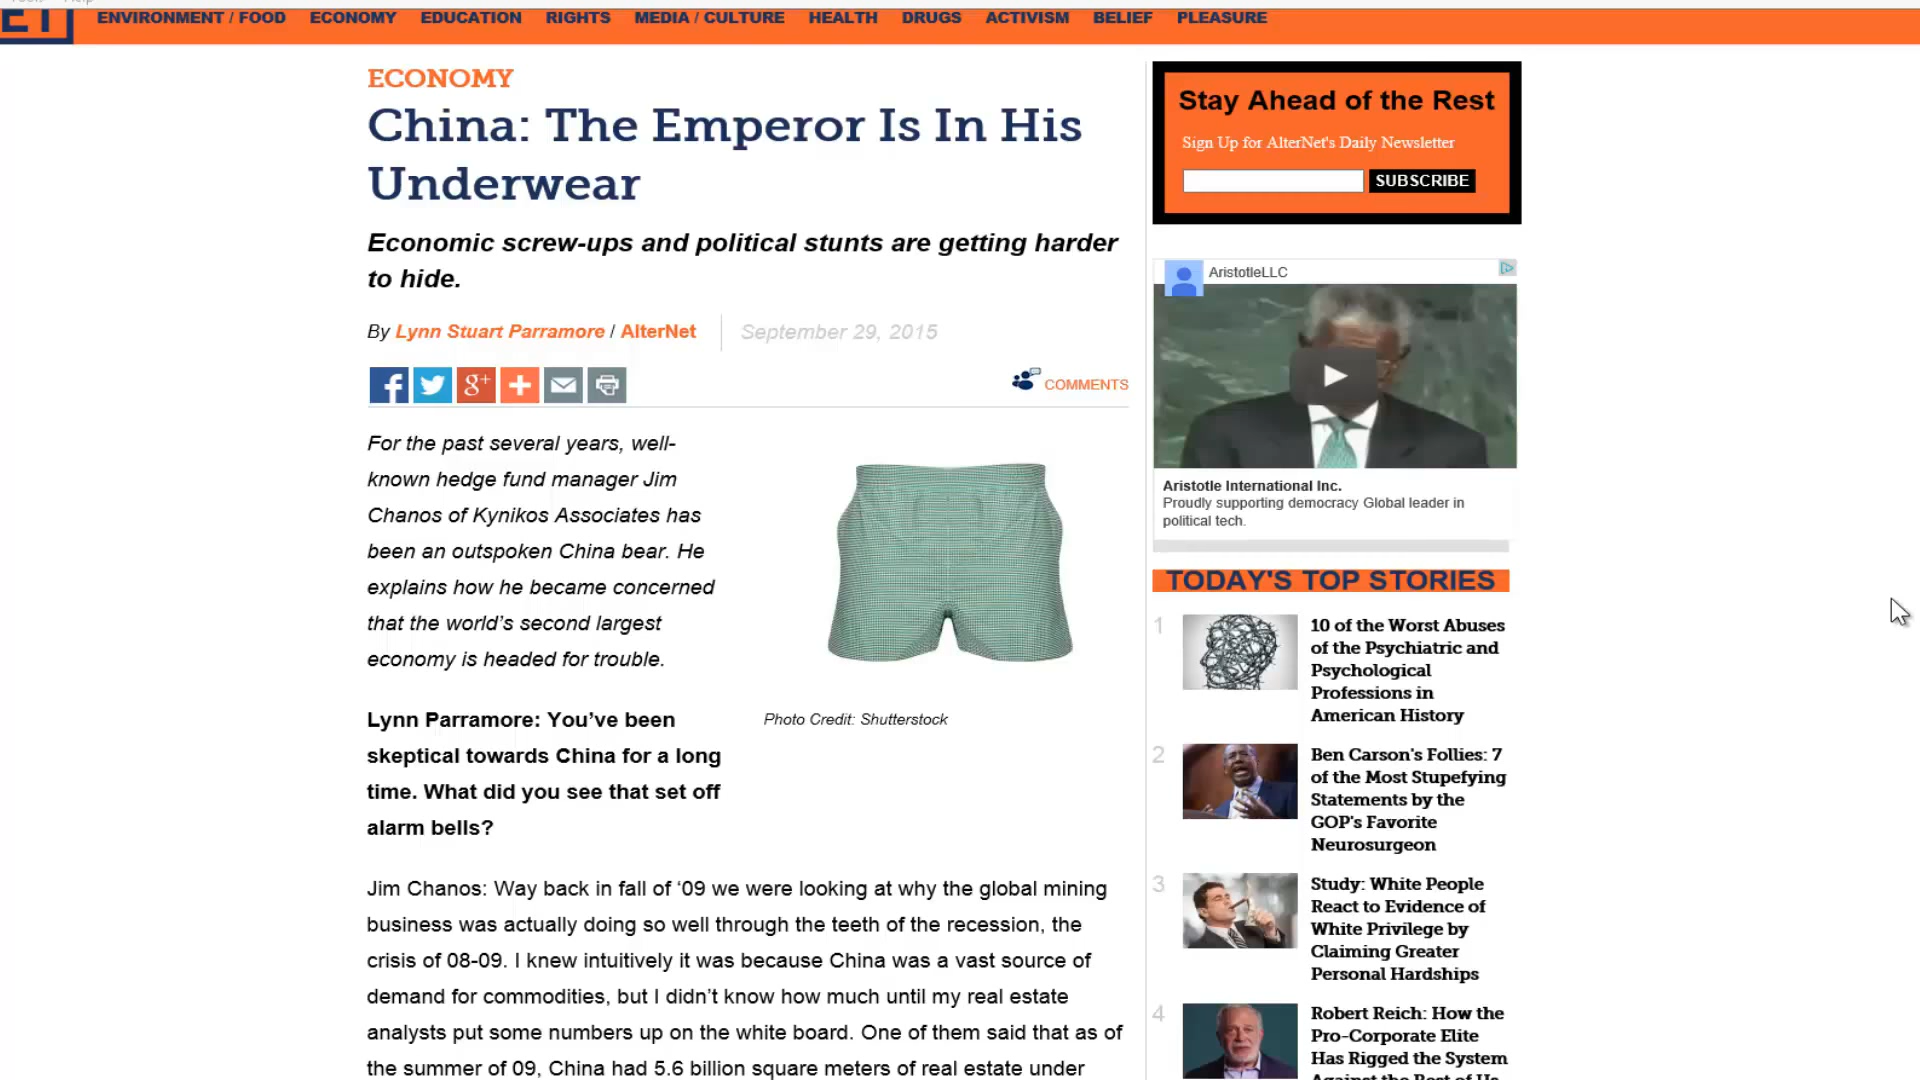 ENVIRONMENT / FOOD ECONOMY EDUCATION RIGHTS MEDIA / CULTURE HEALTH DRUGS ACTIVISM BELIEF PLEASURE
ECONOMY
China: The Emperor Is In His
Underwear
Economic screw-ups and political stunts are getting harder
to hide.
By Lynn Stuart Parramore / AlterNet September 29, 2015
COMMENTS
For the past several years, well-
known hedge fund manager Jim
Chanos of Kynikos Associates has
been an outspoken China bear. He
explains how he became concerned
that the world’s second largest
economy is headed for trouble.
Photo Credit: Shutterstock
Lynn Parramore: You’ve been
skeptical towards China for a long
time. What did you see that set off
alarm bells?
Jim Chanos: Way back in fall of ‘09 we were looking at why the global mining
business was actually doing so well through the teeth of the recession, the
crisis of 08-09. I knew intuitively it was because China was a vast source of
demand for commodities, but I didn’t know how much until my real estate
analysts put some numbers up on the white board. One of them said that as of
the summer of 09, China had 5.6 billion square meters of real estate under
Stay Ahead of the Rest
Sign Up for AlterNet's Daily Newsletter
SUBSCRIBE
AristotleLLC
Aristotle International Inc.
Proudly supporting democracy Global leader in
political tech.
TODAY'S TOP STORIES
1
10 of the Worst Abuses
of the Psychiatric and
Psychological
Professions in
American History
2
Ben Carson's Follies: 7
of the Most Stupefying
Statements by the
GOP's Favorite
Neurosurgeon
3
Study: White People
React to Evidence of
White Privilege by
Claiming Greater
Personal Hardships
4
Robert Reich: How the
Pro-Corporate Elite
Has Rigged the System
Against the Rest of Us